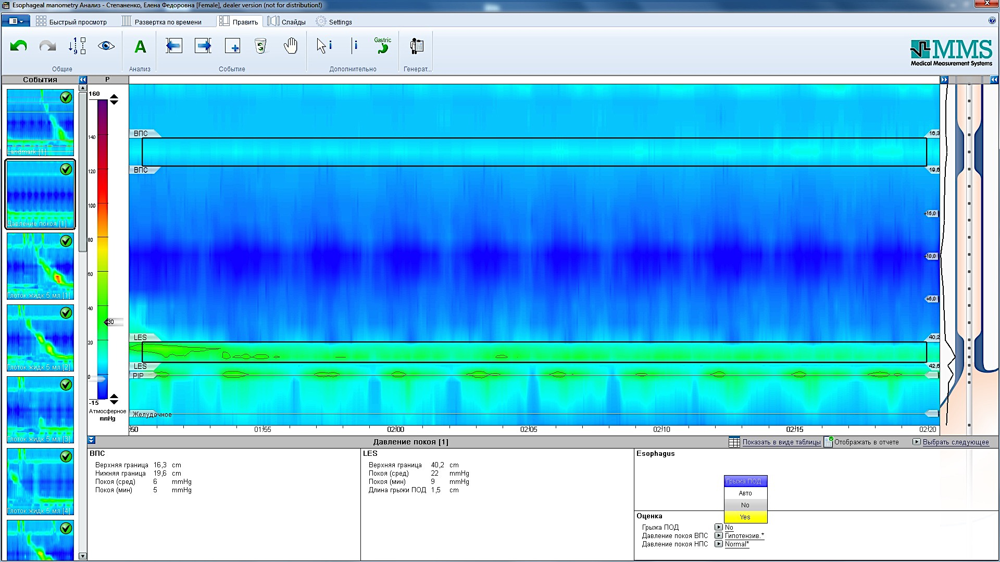 Esophageal manometry Анализ - Степаненко, Елена Федоровна [Female], dealer version (not for distribution!)
Быстрый просмотр
Развертка по времени
Править
Слайды
Settings
Gastric
Общие
Анализ
Событие
Дополнительно
Генерат...
MMS
Medical Measurement Systems
События
P
Landmark [1]
Давление покоя [1]
Глоток жидк 5 мл [1]
Глоток жидк 5 мл [2]
Глоток жидк 5 мл [3]
Глоток жидк 5 мл [4]
160
140
120
100
80
60
40
30
20
0
-15
Атмосферное
mmHg
ВПС
16,3
ВПС
19,6
+15,0
+10,0
+5,0
LES
40,2
LES
42,6
PIP
Желудочное
:50
01:55
02:00
02:05
02:10
02:15
02:20
Давление покоя [1]
Показать в виде таблицы
Отображать в отчете
Выбрать следующее
ВПС
Верхняя граница 16,3 cm
Нижняя граница 19,6 cm
Покоя (сред) 6 mmHg
Покоя (мин) 5 mmHg
LES
Верхняя граница 40,2 cm
Покоя (сред) 22 mmHg
Покоя (мин) 9 mmHg
Длина грыжи ПОД 1,5 cm
Esophagus
Грыжа ПОД
Авто
No
Yes
Оценка
Грыжа ПОД No
Давление покоя ВПС Гипотензив.*
Давление покоя НПС Normal*